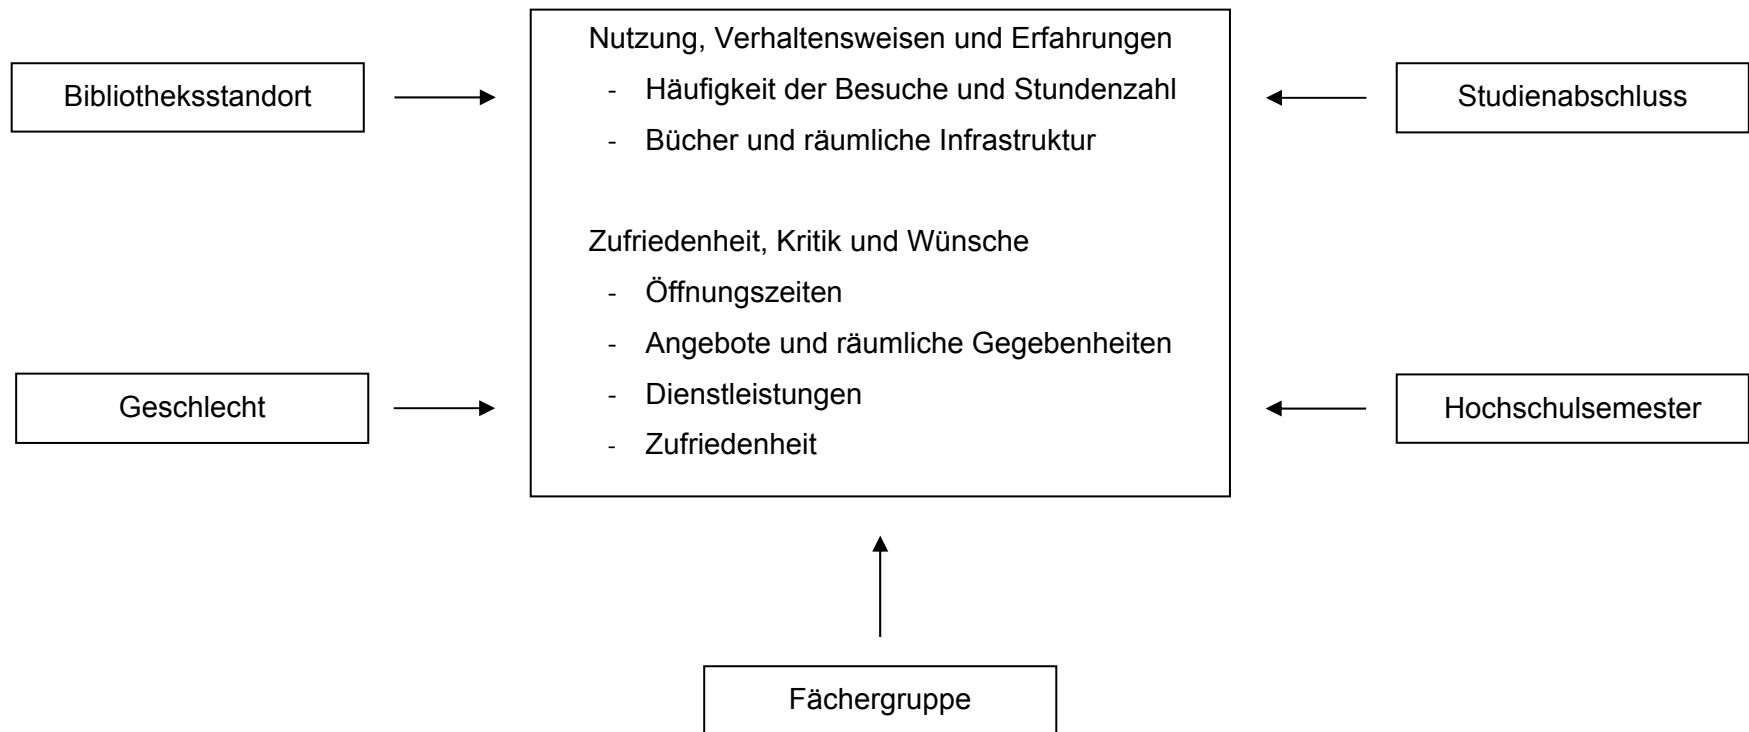 Nutzung, Verhaltensweisen und Erfahrungen
Bibliotheksstandort
- Häufigkeit der Besuche und Stundenzahl
Studienabschluss
- Bücher und räumliche Infrastruktur
Zufriedenheit, Kritik und Wünsche
- Öffnungszeiten
- Angebote und räumliche Gegebenheiten
Geschlecht
- Dienstleistungen
Hochschulsemester
- Zufriedenheit
Fächergruppe